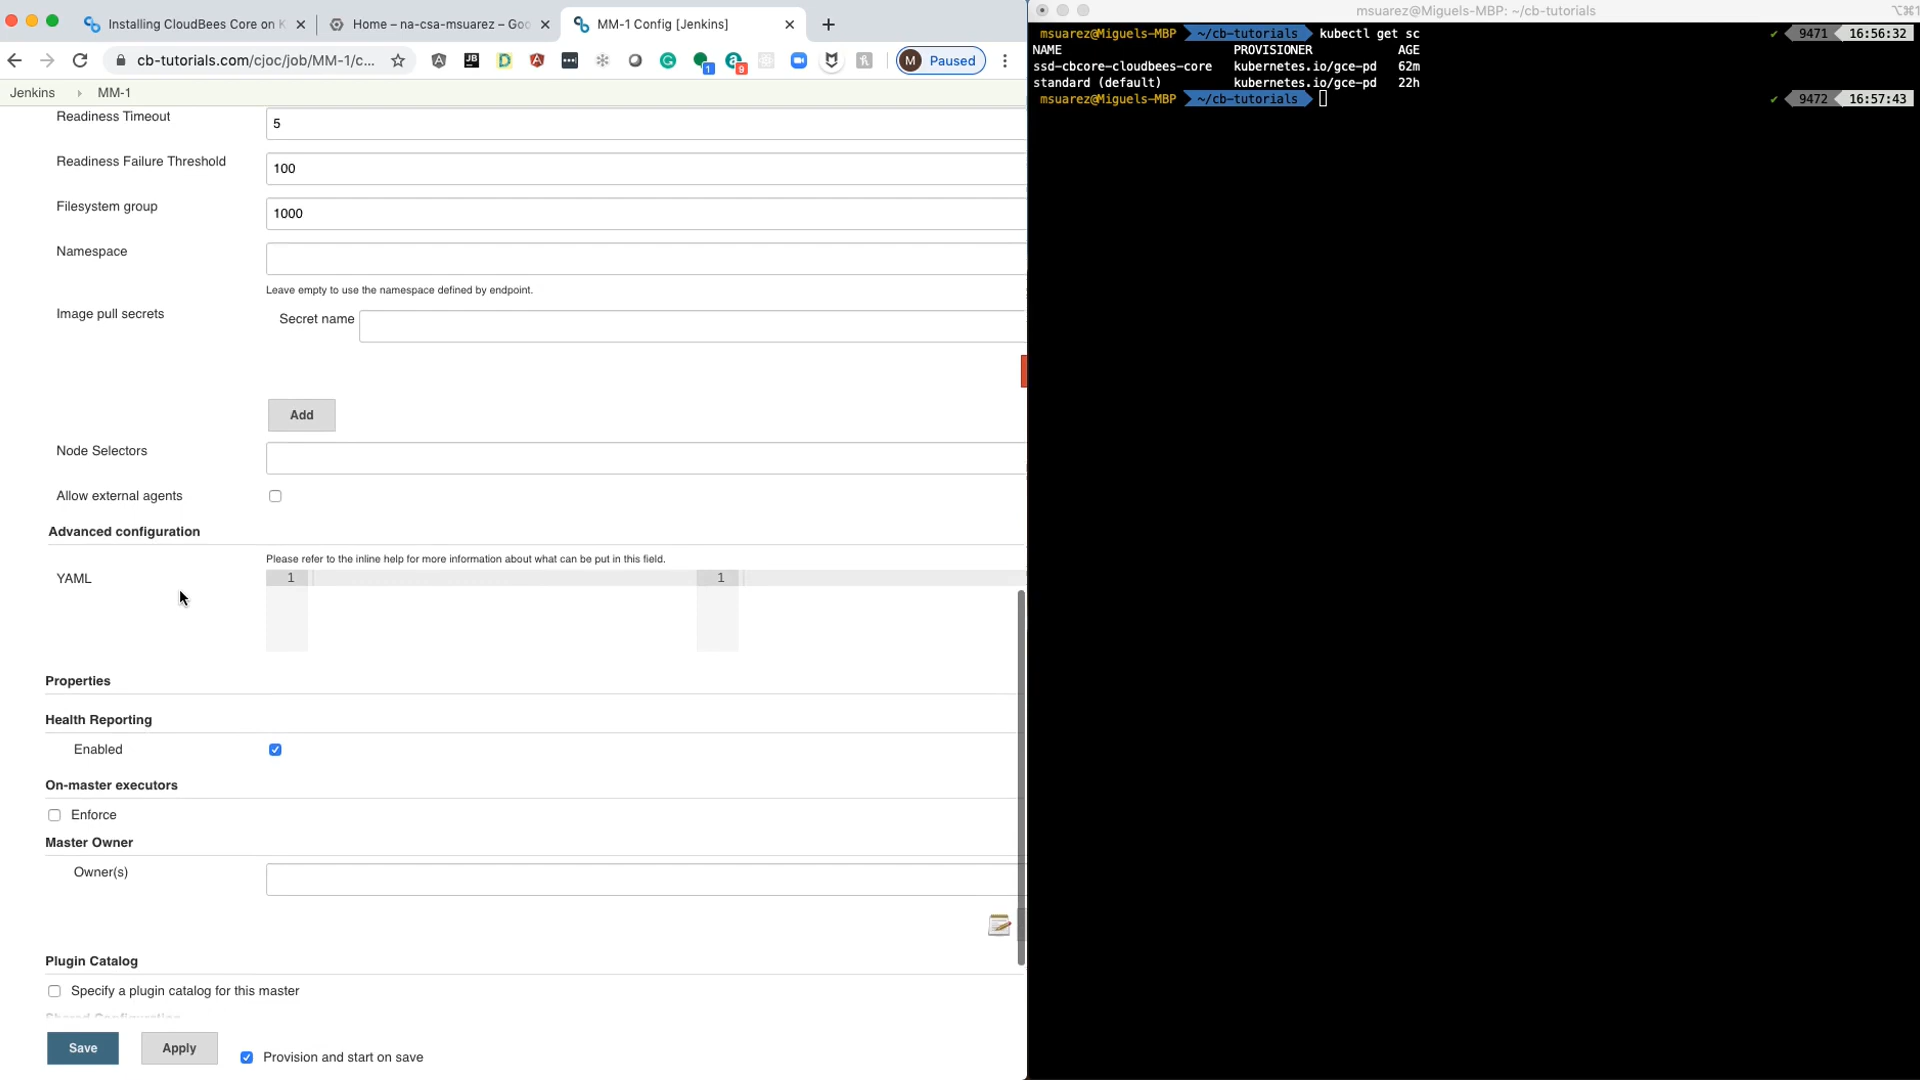 Installing CloudBees Core on K
Home – na-csa-msuarez – Goo
MM-1 Config [Jenkins]
cb-tutorials.com/cjoc/job/MM-1/c...
1
9
M Paused
Jenkins › MM-1
Readiness Timeout
5
Readiness Failure Threshold
100
Filesystem group
1000
Namespace
Leave empty to use the namespace defined by endpoint.
Image pull secrets
Secret name
Add
Node Selectors
Allow external agents
Advanced configuration
Please refer to the inline help for more information about what can be put in this field.
YAML
1
1
Properties
Health Reporting
Enabled
On-master executors
Enforce
Master Owner
Owner(s)
Plugin Catalog
Specify a plugin catalog for this master
Shared Configuration
Save
Apply
Provision and start on save
msuarez@Miguels-MBP: ~/cb-tutorials
⌥⌘1
msuarez@Miguels-MBP ~/cb-tutorials kubectl get sc ✔ 9471 16:56:32
NAME PROVISIONER AGE
ssd-cbcore-cloudbees-core kubernetes.io/gce-pd 62m
standard (default) kubernetes.io/gce-pd 22h
msuarez@Miguels-MBP ~/cb-tutorials ✔ 9472 16:57:43